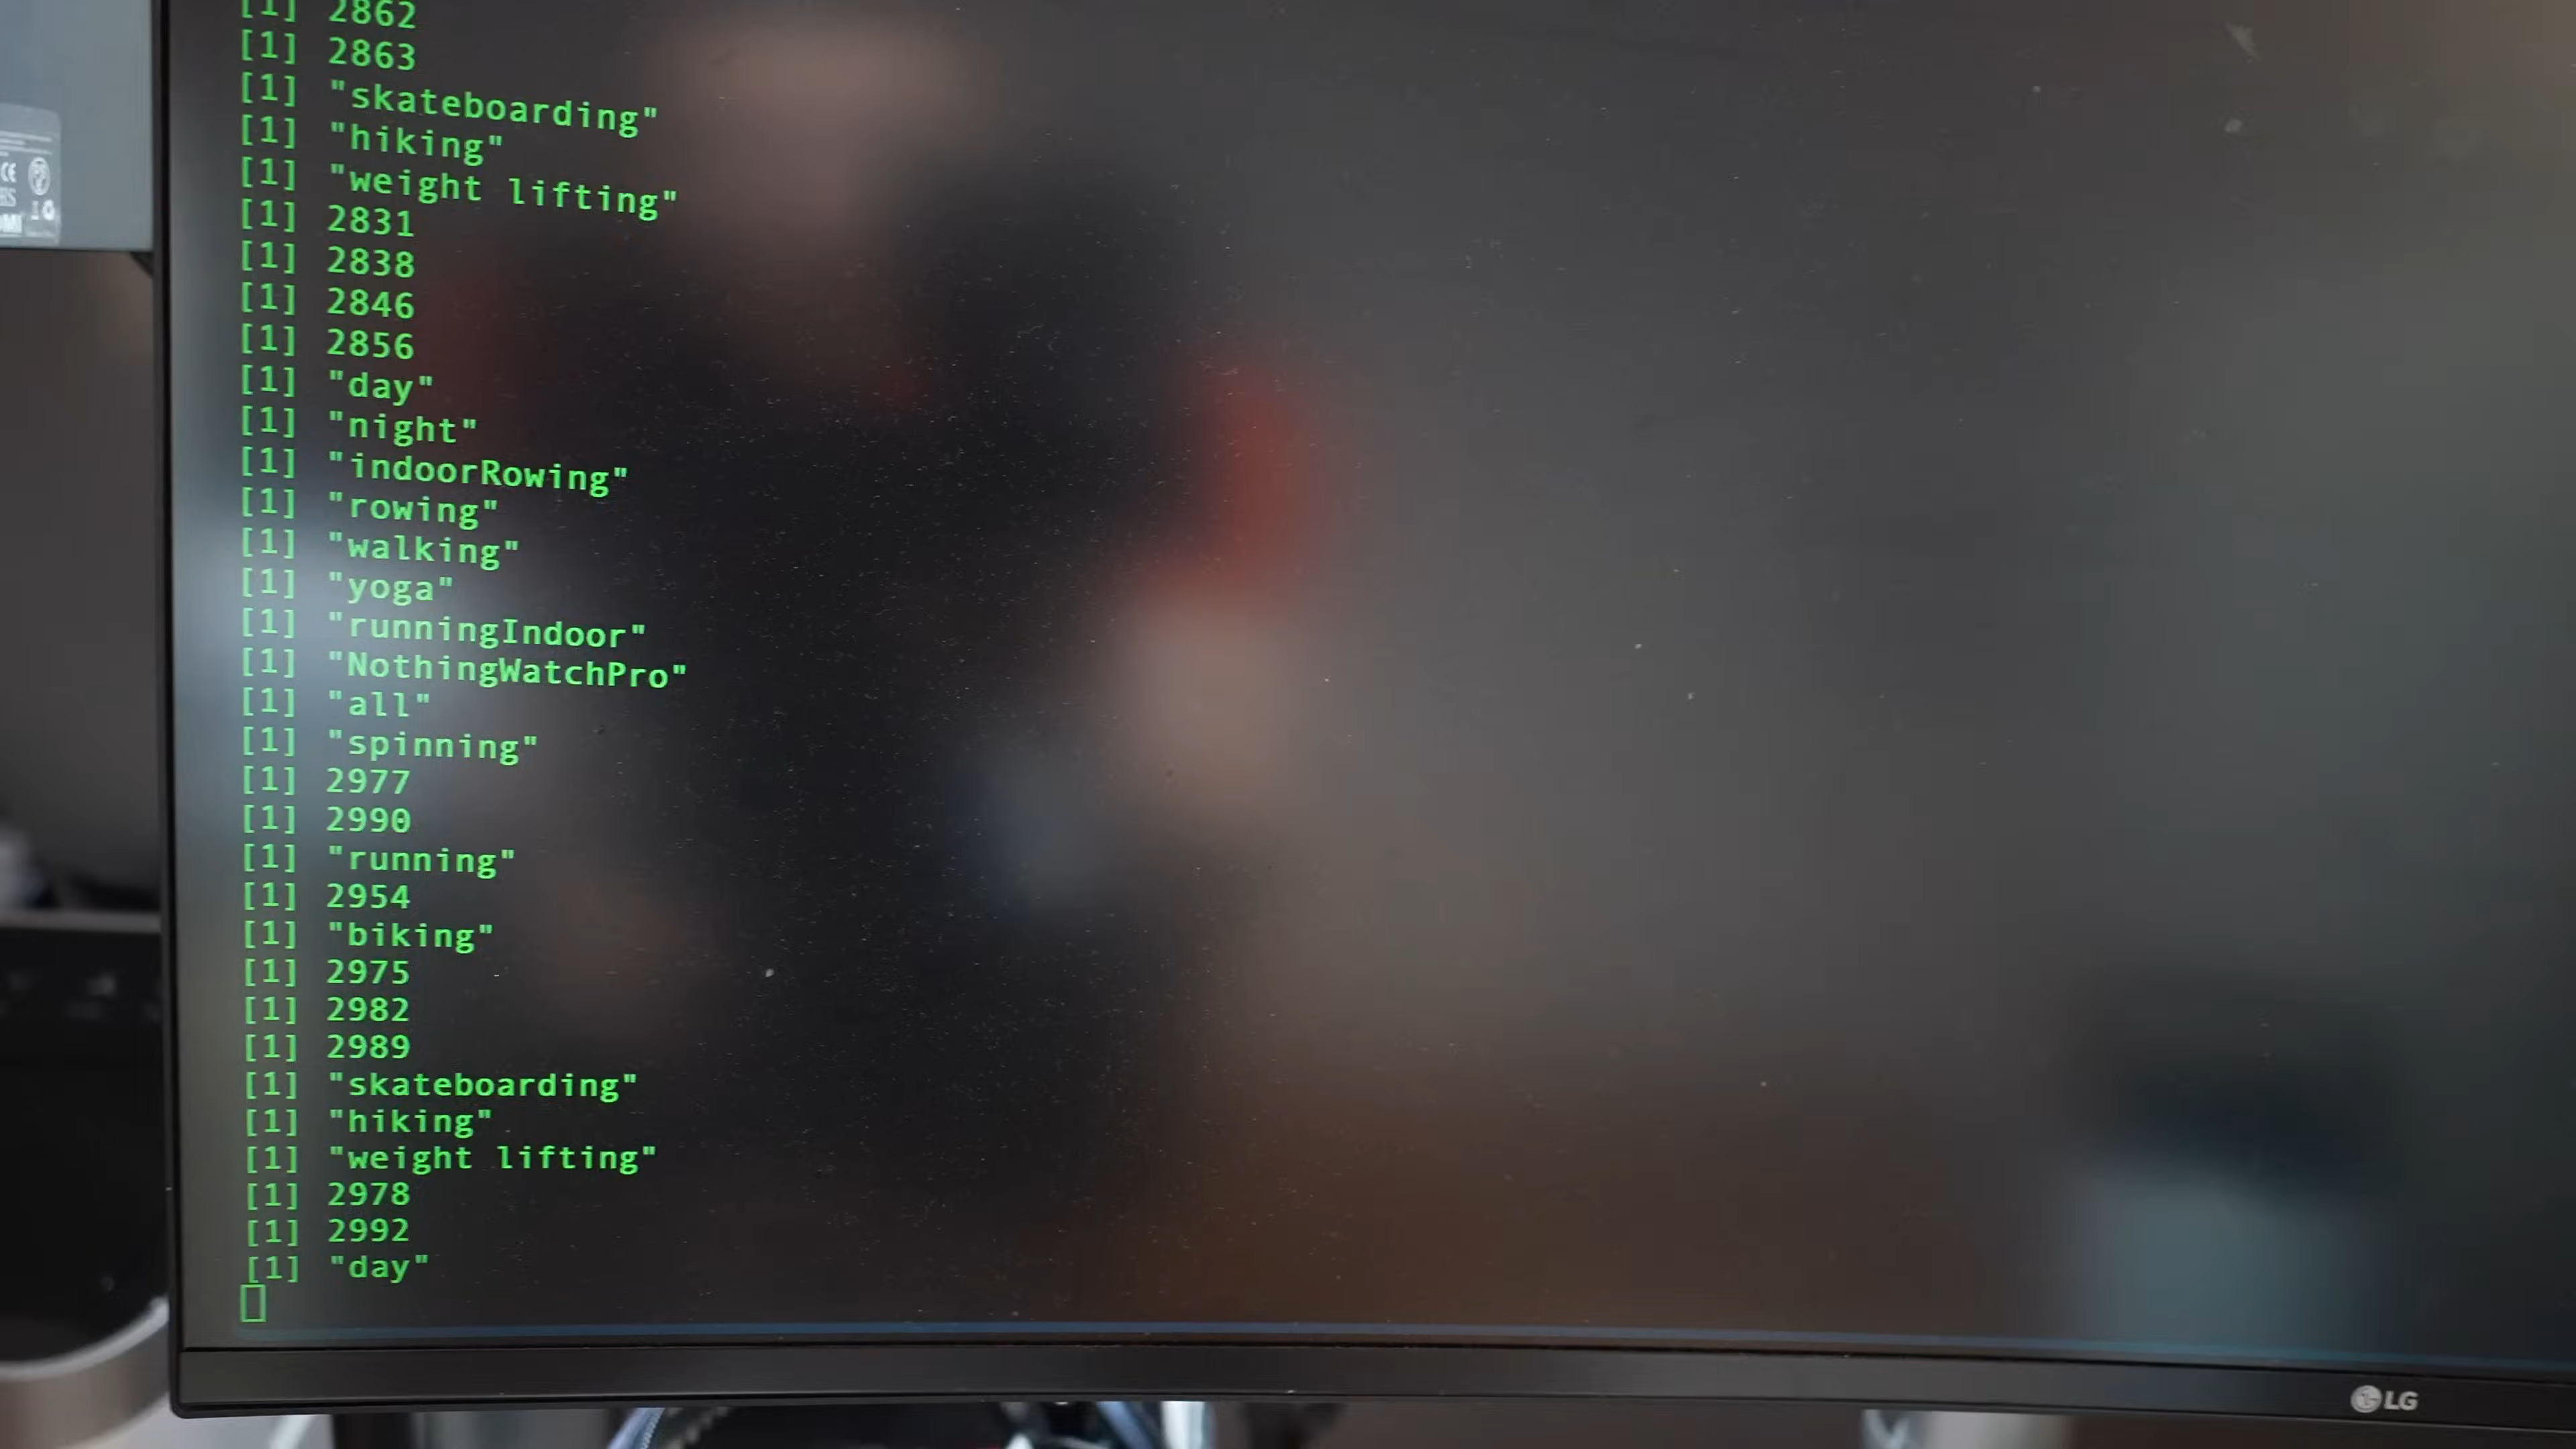 [1] 2862
[1] 2863
[1] "skateboarding"
[1] "hiking"
[1] "weight lifting"
[1] 2831
[1] 2838
[1] 2846
[1] 2856
[1] "day"
[1] "night"
[1] "indoorRowing"
[1] "rowing"
[1] "walking"
[1] "yoga"
[1] "runningIndoor"
[1] "NothingWatchPro"
[1] "all"
[1] "spinning"
[1] 2977
[1] 2990
[1] "running"
[1] 2954
[1] "biking"
[1] 2975
[1] 2982
[1] 2989
[1] "skateboarding"
[1] "hiking"
[1] "weight lifting"
[1] 2978
[1] 2992
[1] "day"
LG